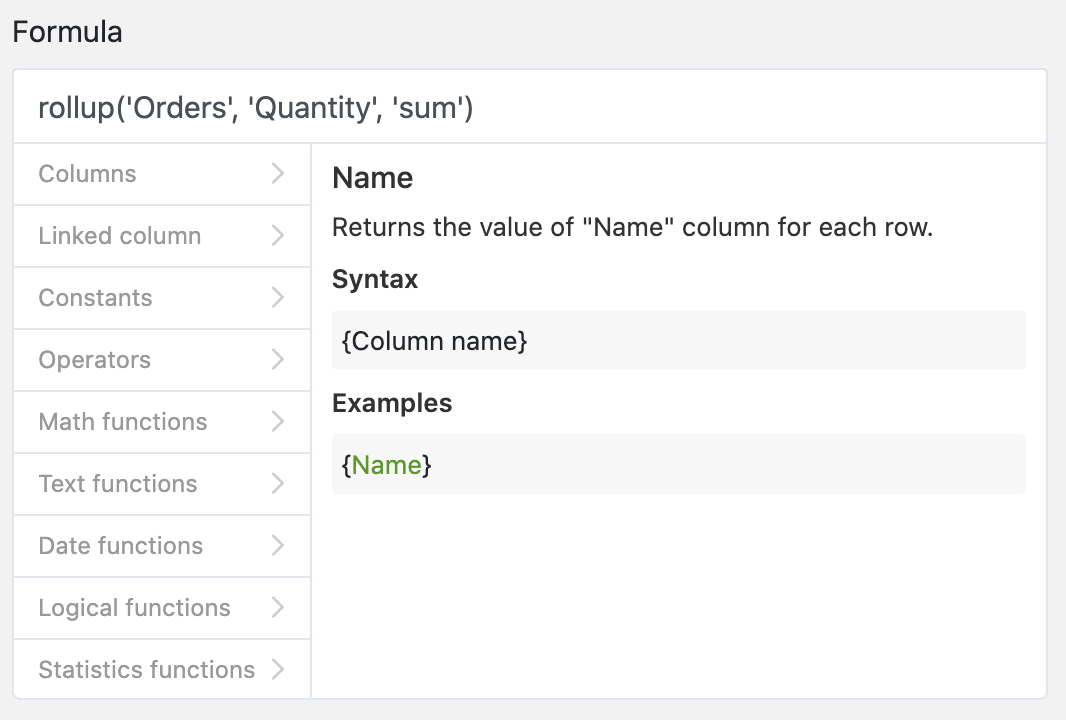 Formula
rollup('Orders', 'Quantity', 'sum')
Columns
Linked column
Constants
Operators
Math functions
Text functions
Date functions
Logical functions
Statistics functions
Name
Returns the value of "Name" column for each row.
Syntax
{Column name}
Examples
{Name}